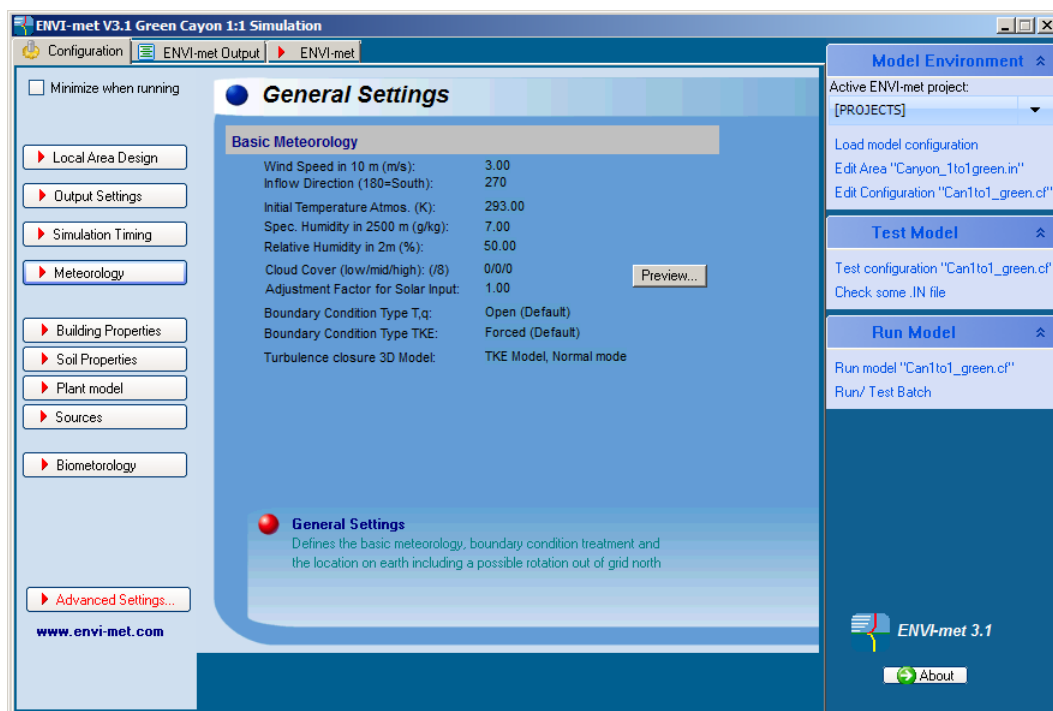 ENVI-met V3.1 Green Cayon 1:1 Simulation
Configuration
ENVI-met Output
ENVI-met
Minimize when running
Local Area Design
Output Settings
Simulation Timing
Meteorology
Building Properties
Soil Properties
Plant model
Sources
Biometorology
Advanced Settings...
www.envi-met.com
General Settings
Basic Meteorology
Wind Speed in 10 m (m/s): 3.00
Inflow Direction (180=South): 270
Initial Temperature Atmos. (K): 293.00
Spec. Humidity in 2500 m (g/kg): 7.00
Relative Humidity in 2m (%): 50.00
Cloud Cover (low/mid/high): (/8) 0/0/0
Adjustment Factor for Solar Input: 1.00
Preview...
Boundary Condition Type T,q: Open (Default)
Boundary Condition Type TKE: Forced (Default)
Turbulence closure 3D Model: TKE Model, Normal mode
General Settings
Defines the basic meteorology, boundary condition treatment and
the location on earth including a possible rotation out of grid north
Model Environment
Active ENVI-met project:
[PROJECTS]
Load model configuration
Edit Area "Canyon_1to1green.in"
Edit Configuration "Can1to1_green.cf"
Test Model
Test configuration "Can1to1_green.cf"
Check some .IN file
Run Model
Run model "Can1to1_green.cf"
Run/ Test Batch
ENVI-met 3.1
About